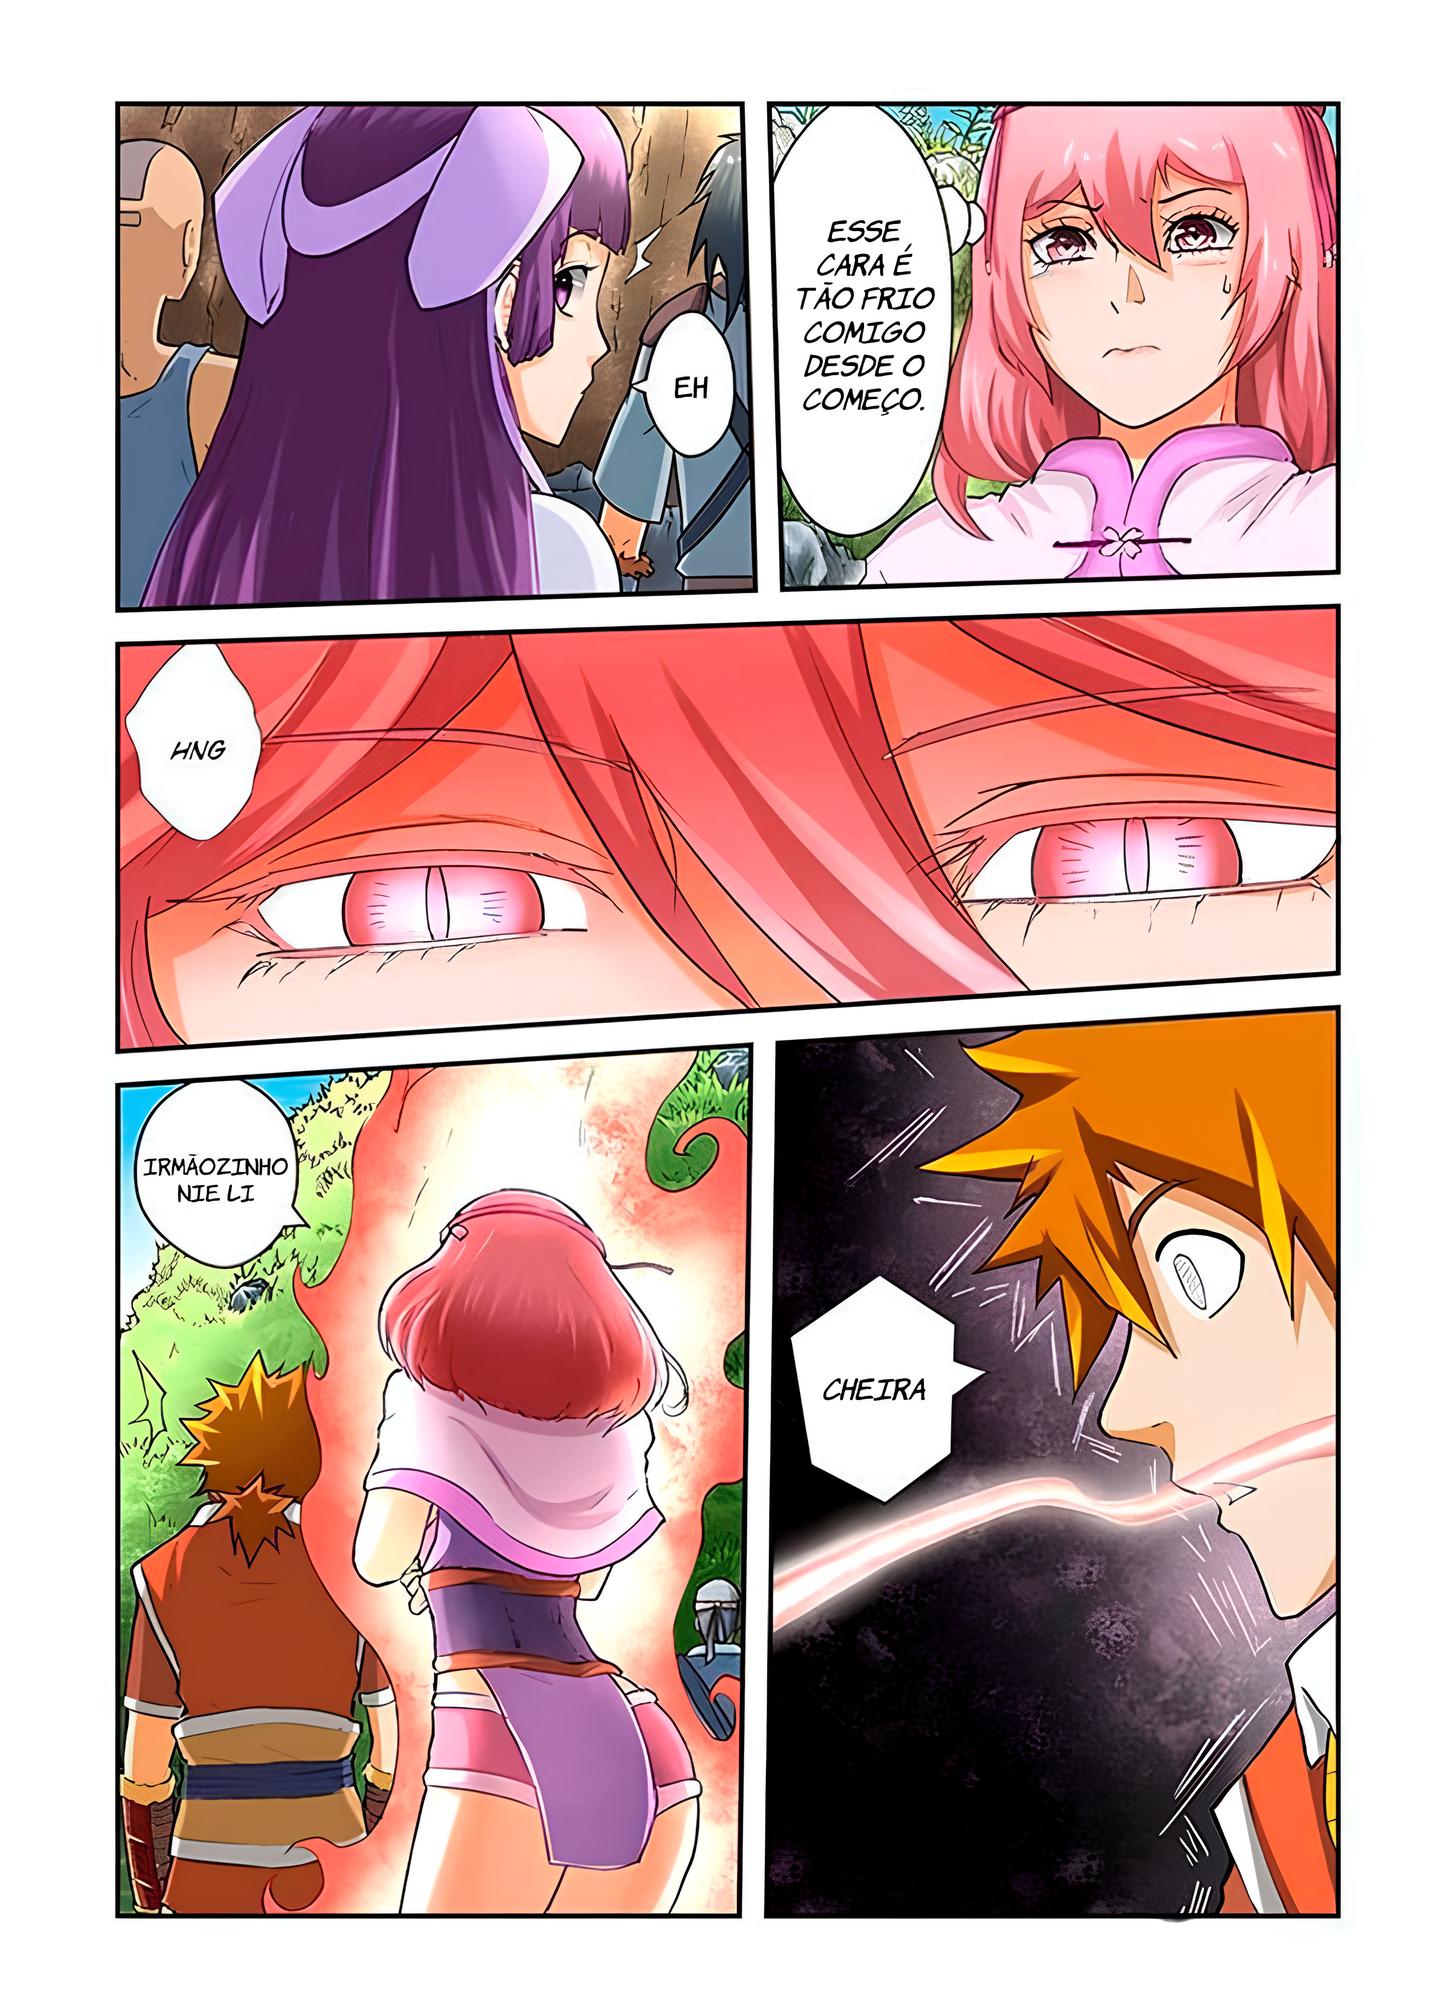 EH
ESSE
CARA É
TÃO FRIO
COMIGO
DESDE O
COMEÇO.
HNG
IRMÃOZINHO
NIE LI
CHEIRA